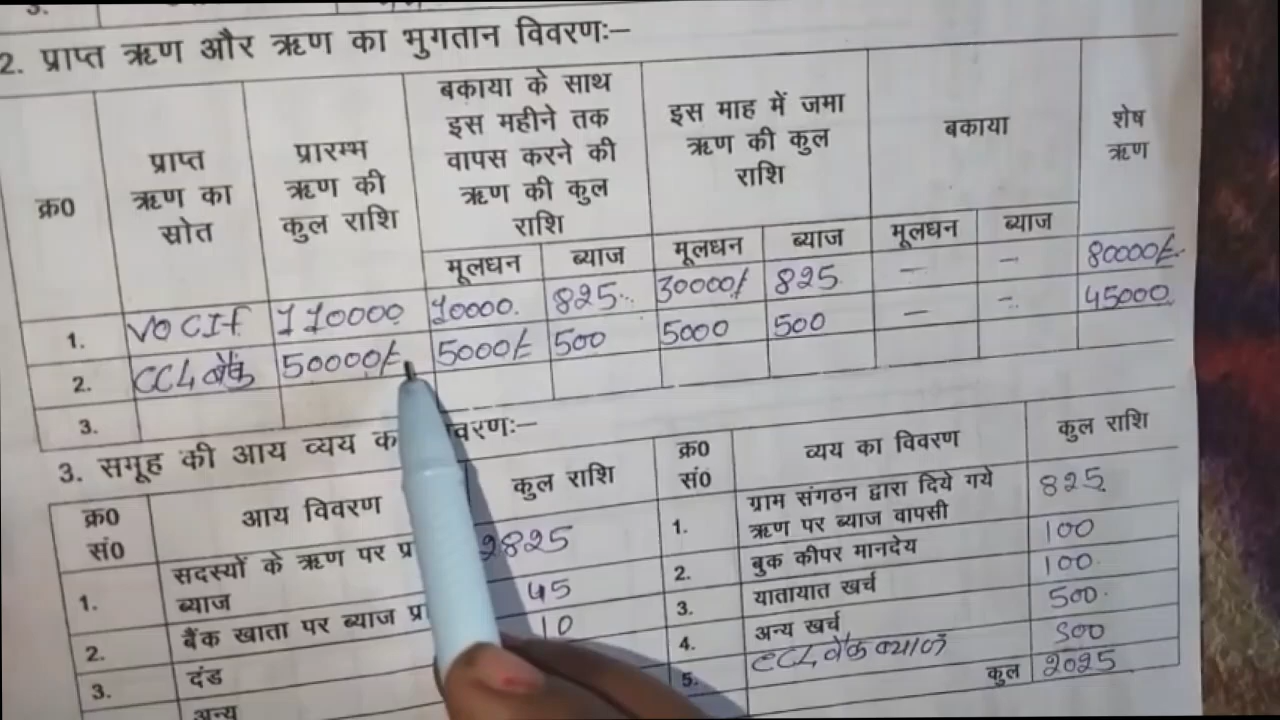 3.
2. प्राप्त ऋण और ऋण का भुगतान विवरणः–
क्र0
प्राप्त
ऋण का
स्रोत
प्रारम्भ
ऋण की
कुल राशि
बकाया के साथ
इस महीने तक
वापस करने की
ऋण की कुल
राशि
इस माह में जमा
ऋण की कुल
राशि
बकाया
शेष
ऋण
मूलधन ब्याज मूलधन ब्याज मूलधन ब्याज
1. VO CIF 110000 10000. 825.. 30000/ 825 – – 80000/-
2. CCL बैंक 50000/- 5000/- 500 5000 500 – – 45000
3.
3. समूह की आय व्यय का वरणः–
क्र0
सं0
आय विवरण
कुल राशि
1. सदस्यों के ऋण पर प्र
ब्याज
2825
2. बैंक खाता पर ब्याज प्र 45
3. दंड 10
अन्य
क्र0
सं0
व्यय का विवरण
कुल राशि
1. ग्राम संगठन द्वारा दिये गये
ऋण पर ब्याज वापसी
825
2. बुक कीपर मानदेय 100
3. यातायात खर्च 100.
4. अन्य खर्च 500.
5. CCL बैंक ब्याज 500
कुल 2025